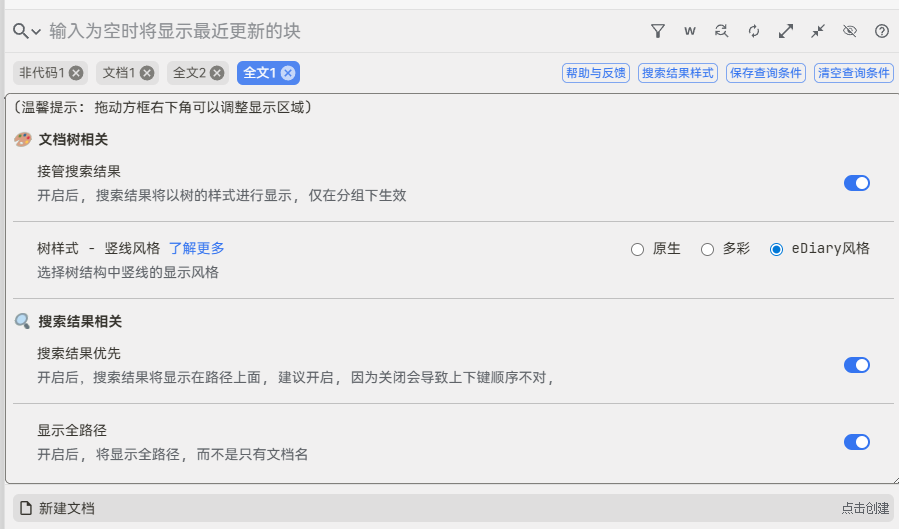 输入为空时将显示最近更新的块 W
非代码1 文档1 全文2 全文1 帮助与反馈 搜索结果样式 保存查询条件 清空查询条件
(温馨提示: 拖动方框右下角可以调整显示区域)
文档树相关
接管搜索结果
开启后, 搜索结果将以树的样式进行显示, 仅在分组下生效
树样式 - 竖线风格 了解更多 原生 多彩 eDiary风格
选择树结构中竖线的显示风格
搜索结果相关
搜索结果优先
开启后, 搜索结果将显示在路径上面, 建议开启, 因为关闭会导致上下键顺序不对,
显示全路径
开启后, 将显示全路径, 而不是只有文档名
新建文档 点击创建